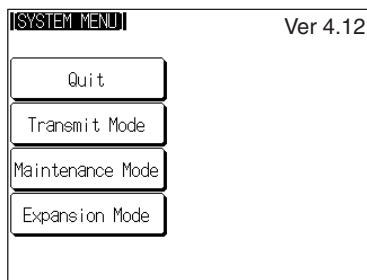 SYSTEM MENU
Ver 4.12
Quit
Transmit Mode
Maintenance Mode
Expansion Mode